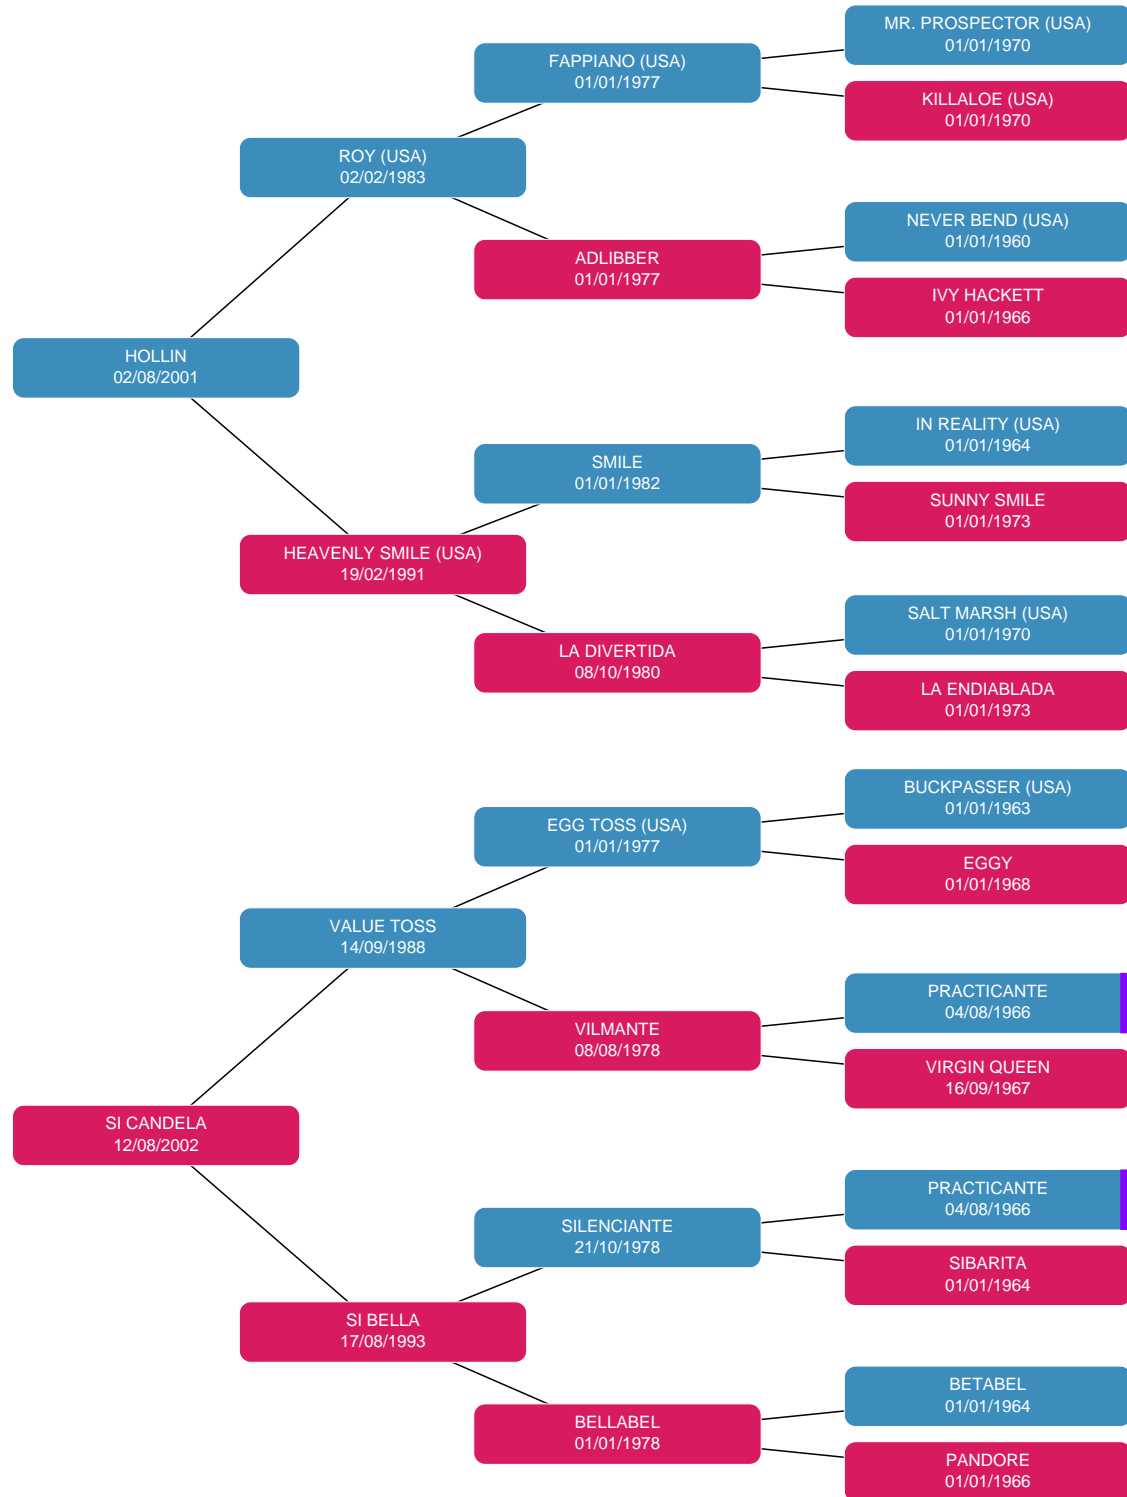 MR. PROSPECTOR (USA)
01/01/1970
FAPPIANO (USA)
01/01/1977
KILLALOE (USA)
01/01/1970
ROY (USA)
02/02/1983
NEVER BEND (USA)
01/01/1960
ADLIBBER
01/01/1977
IVY HACKETT
01/01/1966
HOLLIN
02/08/2001
IN REALITY (USA)
01/01/1964
SMILE
01/01/1982
SUNNY SMILE
01/01/1973
HEAVENLY SMILE (USA)
19/02/1991
SALT MARSH (USA)
01/01/1970
LA DIVERTIDA
08/10/1980
LA ENDIABLADA
01/01/1973
BUCKPASSER (USA)
01/01/1963
EGG TOSS (USA)
01/01/1977
EGGY
01/01/1968
VALUE TOSS
14/09/1988
PRACTICANTE
04/08/1966
VILMANTE
08/08/1978
VIRGIN QUEEN
16/09/1967
SI CANDELA
12/08/2002
PRACTICANTE
04/08/1966
SILENCIANTE
21/10/1978
SIBARITA
01/01/1964
SI BELLA
17/08/1993
BETABEL
01/01/1964
BELLABEL
01/01/1978
PANDORE
01/01/1966